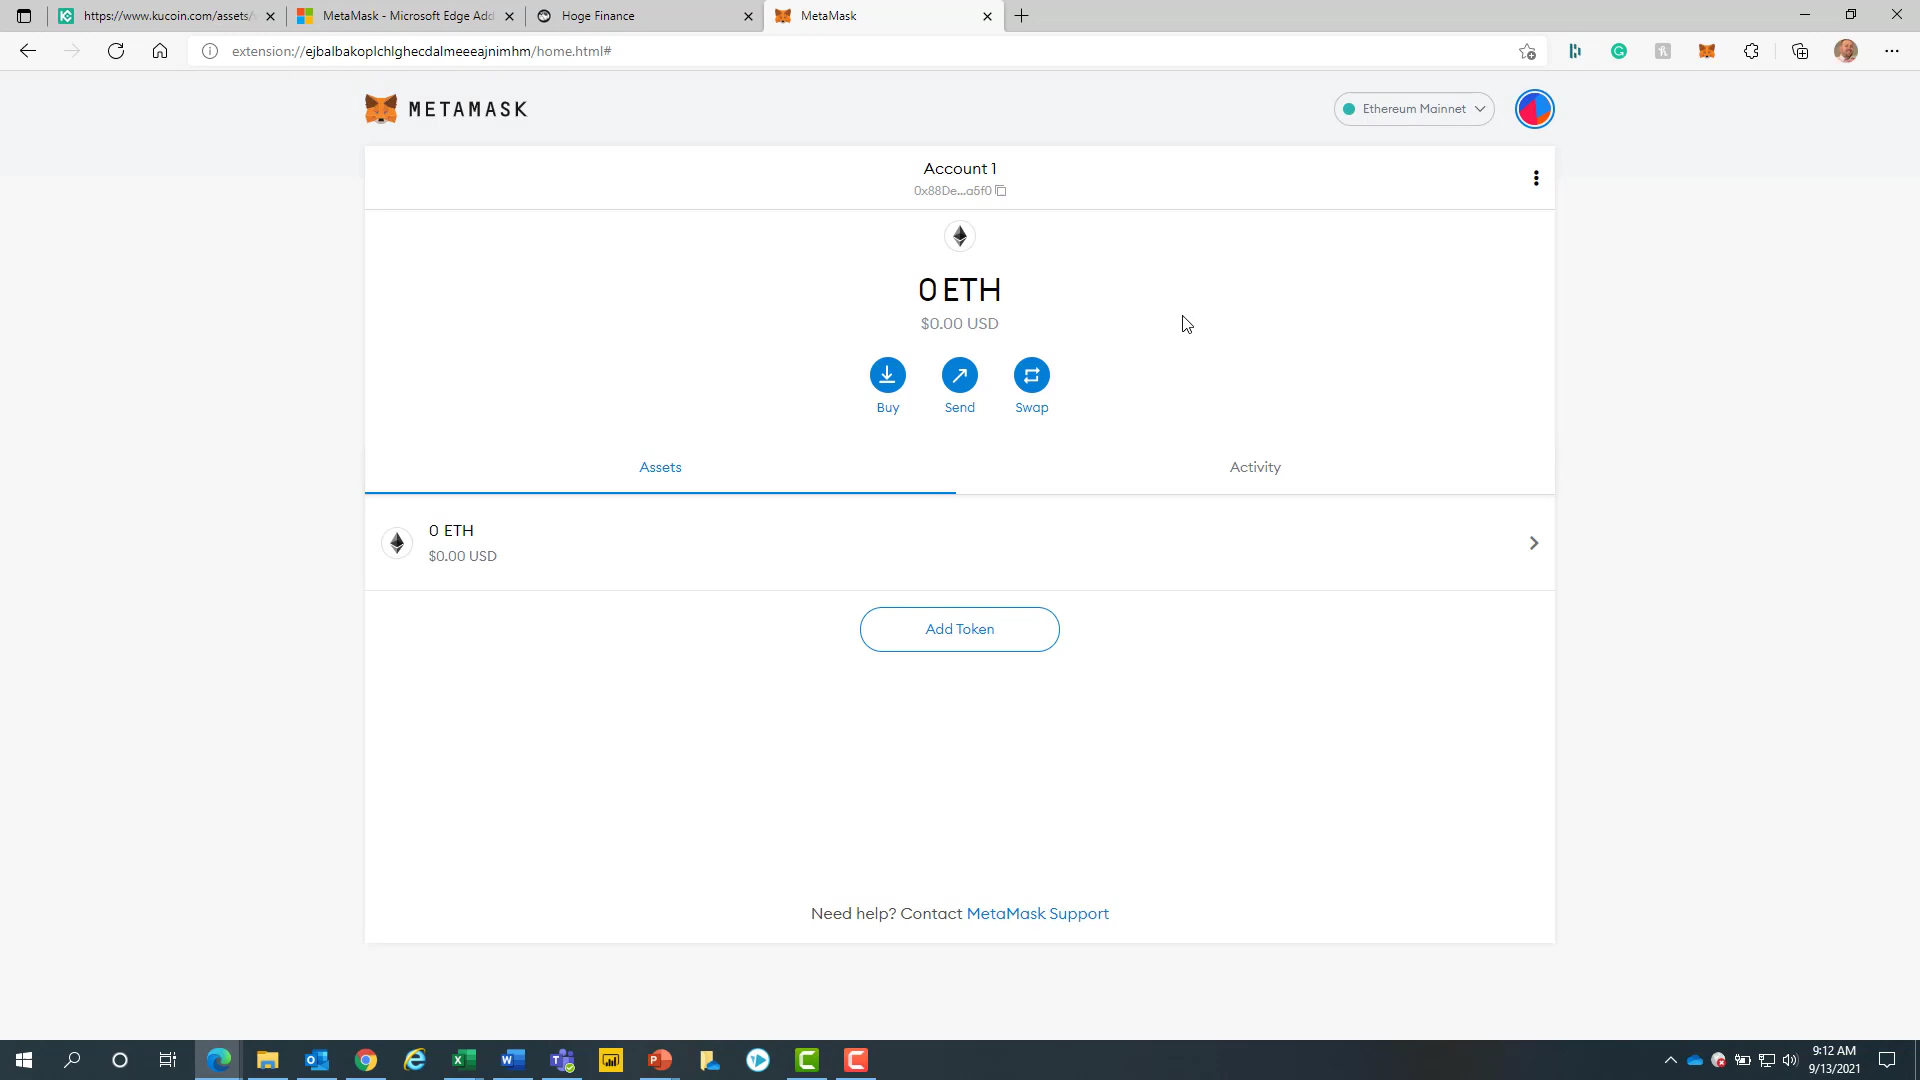 https://www.kucoin.com/assets/
MetaMask - Microsoft Edge Add
Hoge Finance
MetaMask
extension://ejbalbakoplchlghecdalmeeeajnimhm/home.html#
METAMASK
Ethereum Mainnet
Account 1
0x88De...a5f0
0 ETH
$0.00 USD
Buy
Send
Swap
Assets
Activity
0 ETH
$0.00 USD
Add Token
Need help? Contact MetaMask Support
9:12 AM
9/13/2021